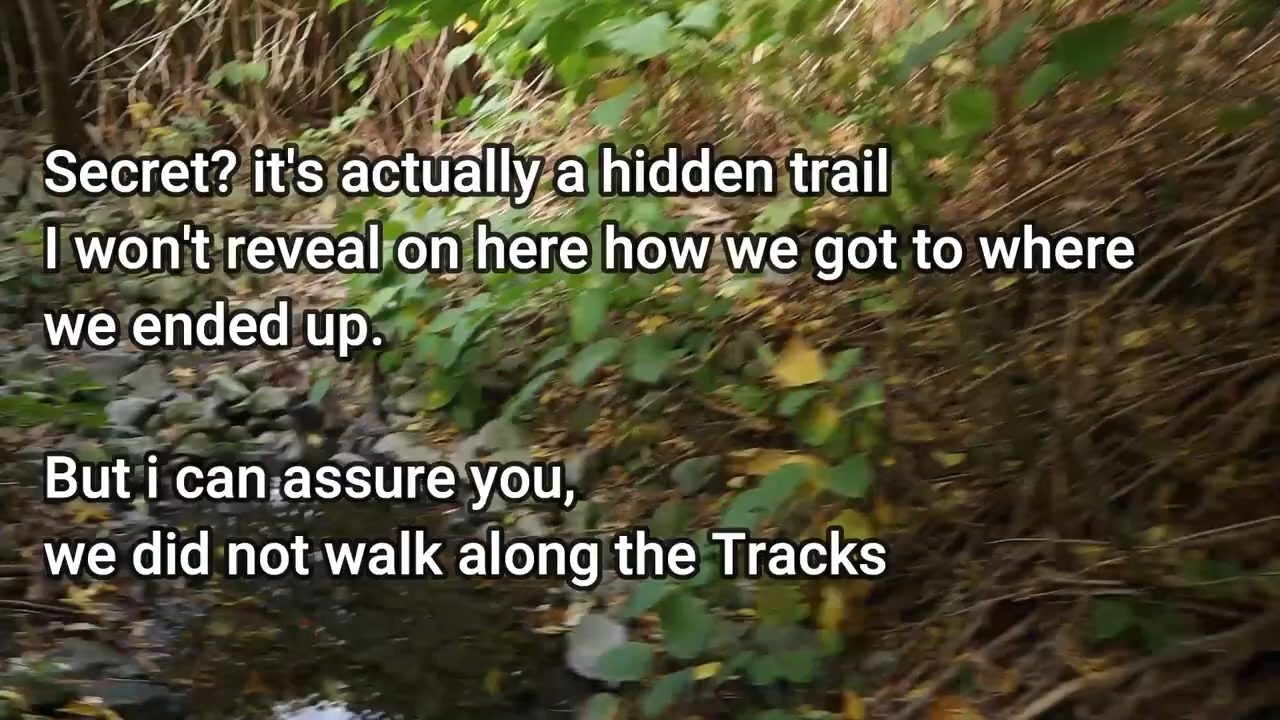 Secret? it's actually a hidden trail
I won't reveal on here how we got to where
we ended up.
But i can assure you,
we did not walk along the Tracks